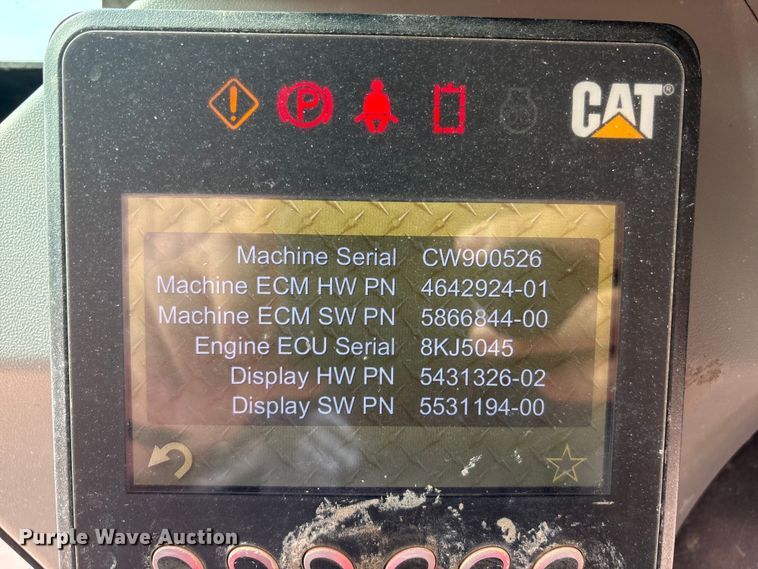 P
CAT®
Machine Serial CW900526
Machine ECM HW PN 4642924-01
Machine ECM SW PN 5866844-00
Engine ECU Serial 8KJ5045
Display HW PN 5431326-02
Display SW PN 5531194-00
Purple Wave Auction